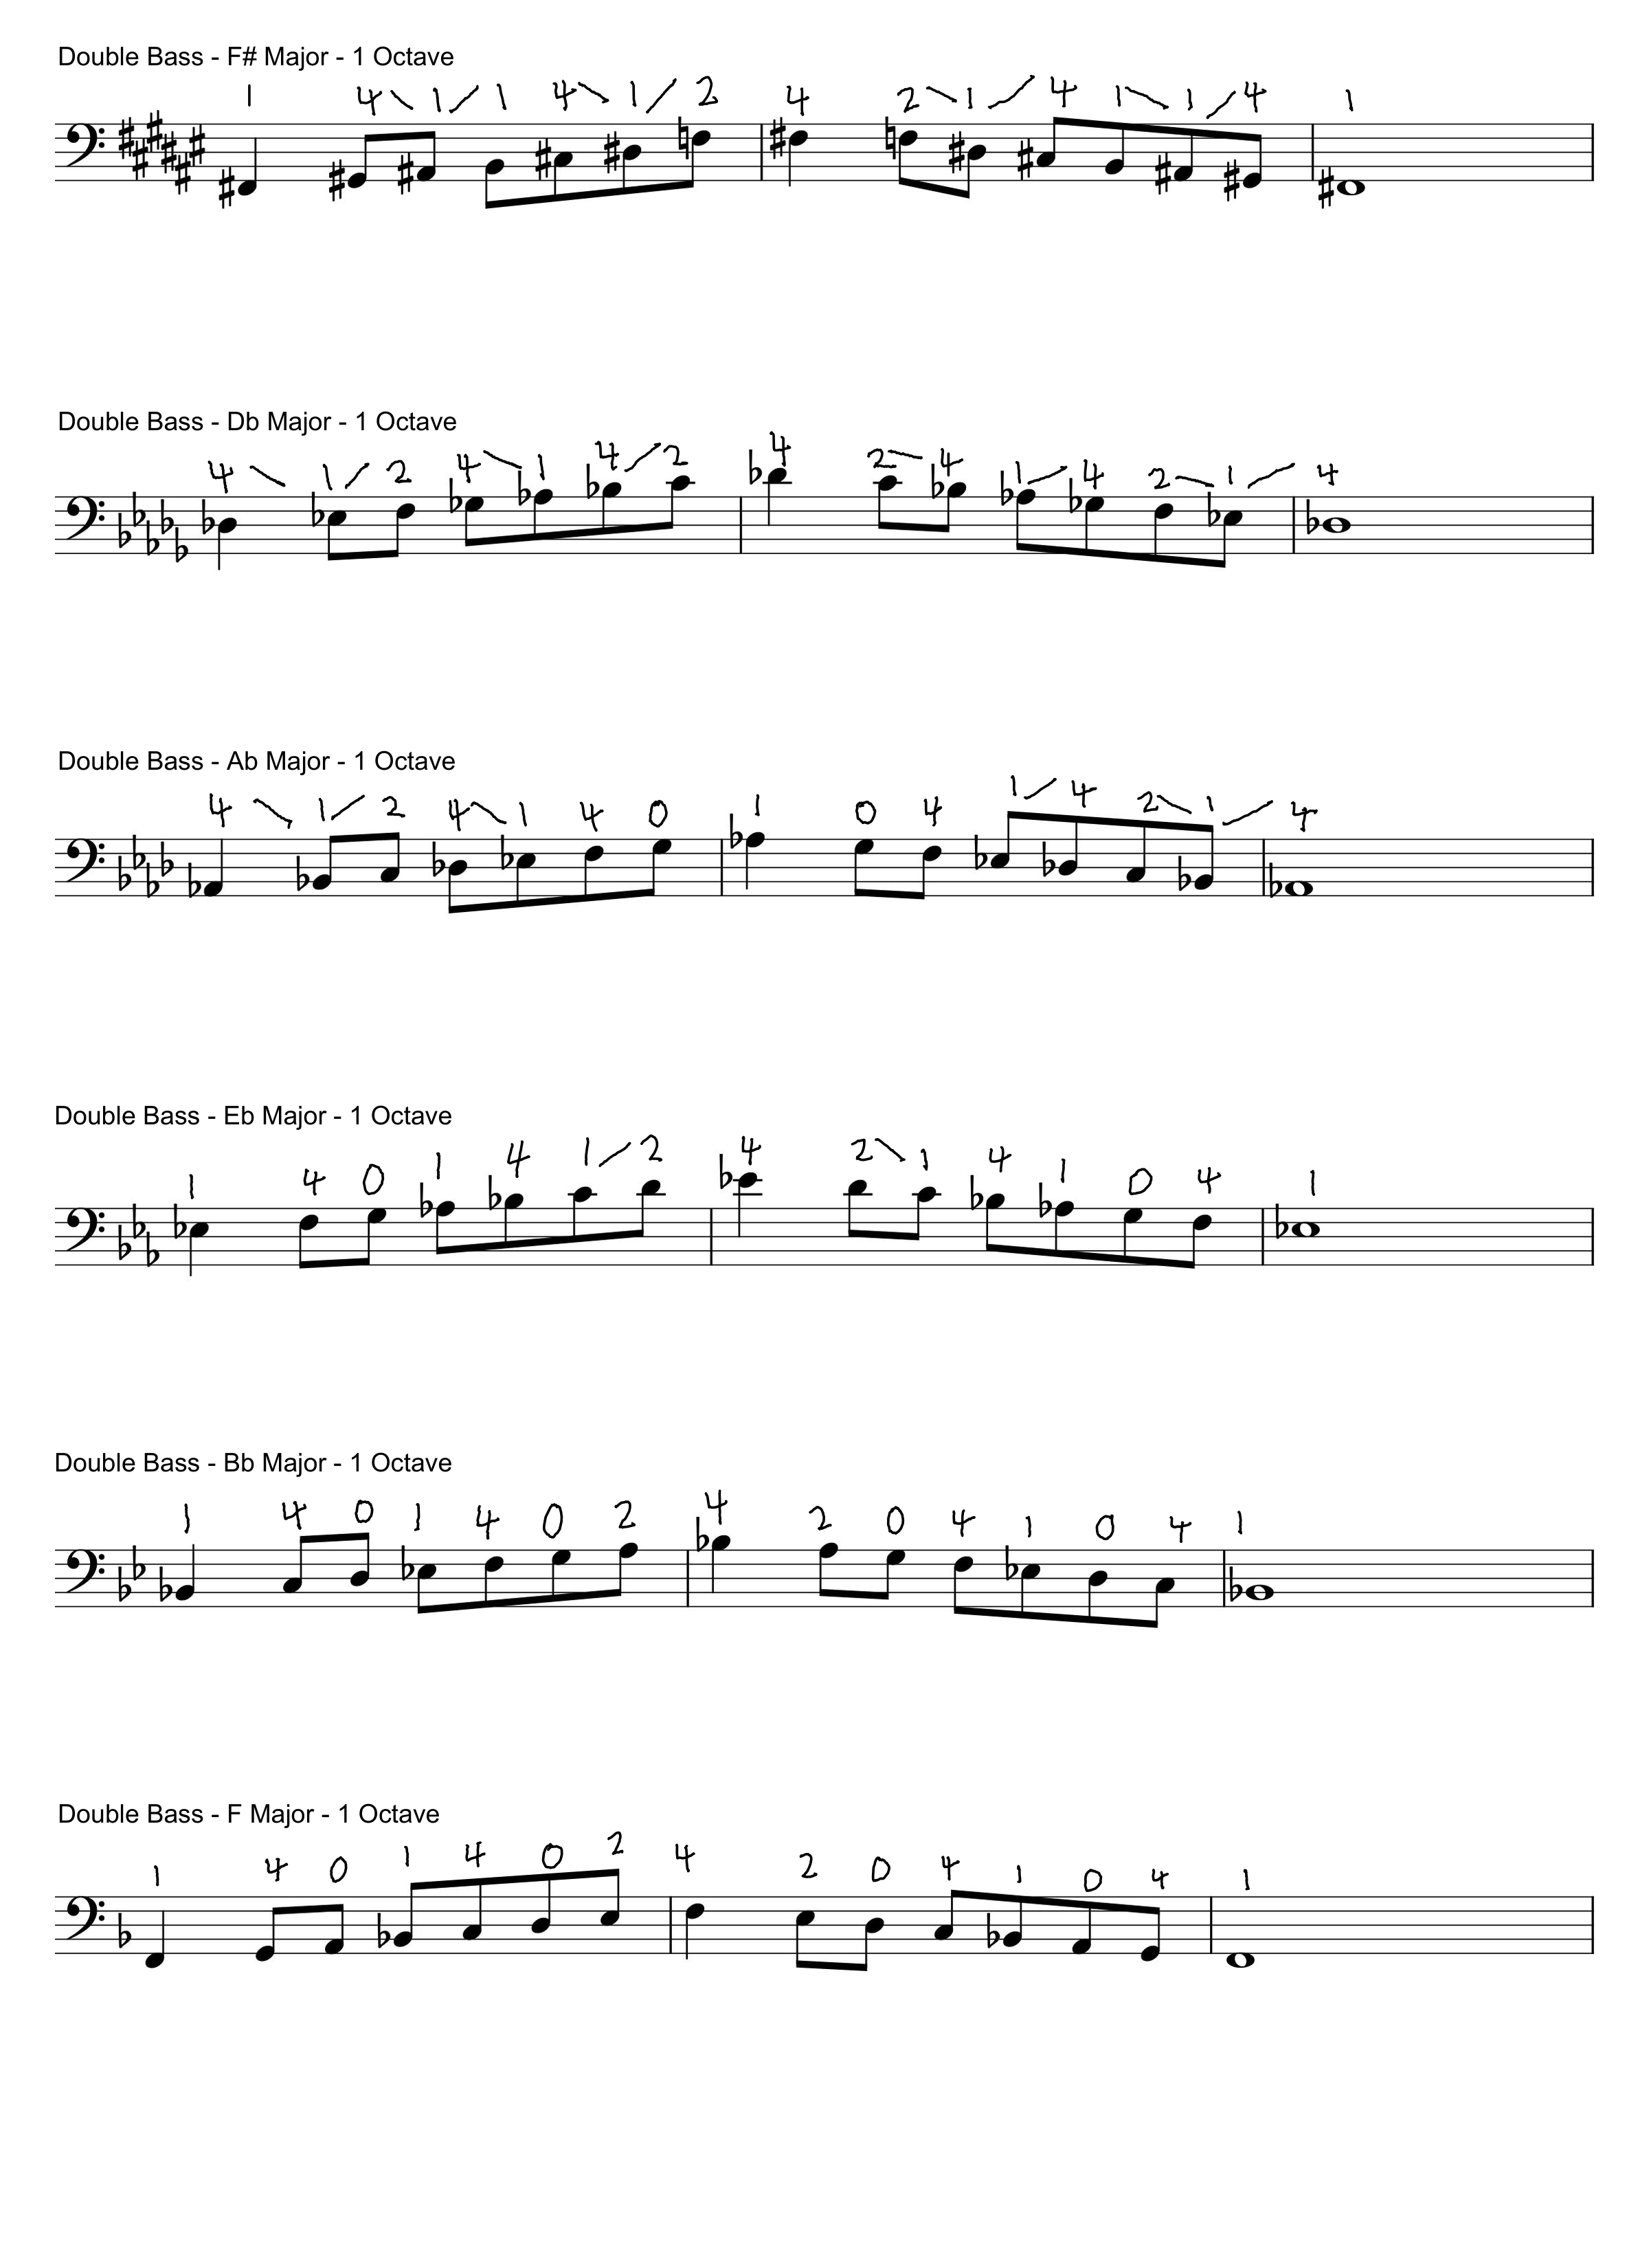 Double Bass - F# Major - 1 Octave
1 4 1 1 4 1 2 4 2 1 4 1 1 4 1
Double Bass - Db Major - 1 Octave
4 1 2 4 1 4 2 4 2 4 1 4 2 1 4
Double Bass - Ab Major - 1 Octave
4 1 2 4 1 4 0 1 0 4 1 4 2 1 4
Double Bass - Eb Major - 1 Octave
1 4 0 1 4 1 2 4 2 1 4 1 0 4 1
Double Bass - Bb Major - 1 Octave
1 4 0 1 4 0 2 4 2 0 4 1 0 4 1
Double Bass - F Major - 1 Octave
1 4 0 1 4 0 2 4 2 0 4 1 0 4 1